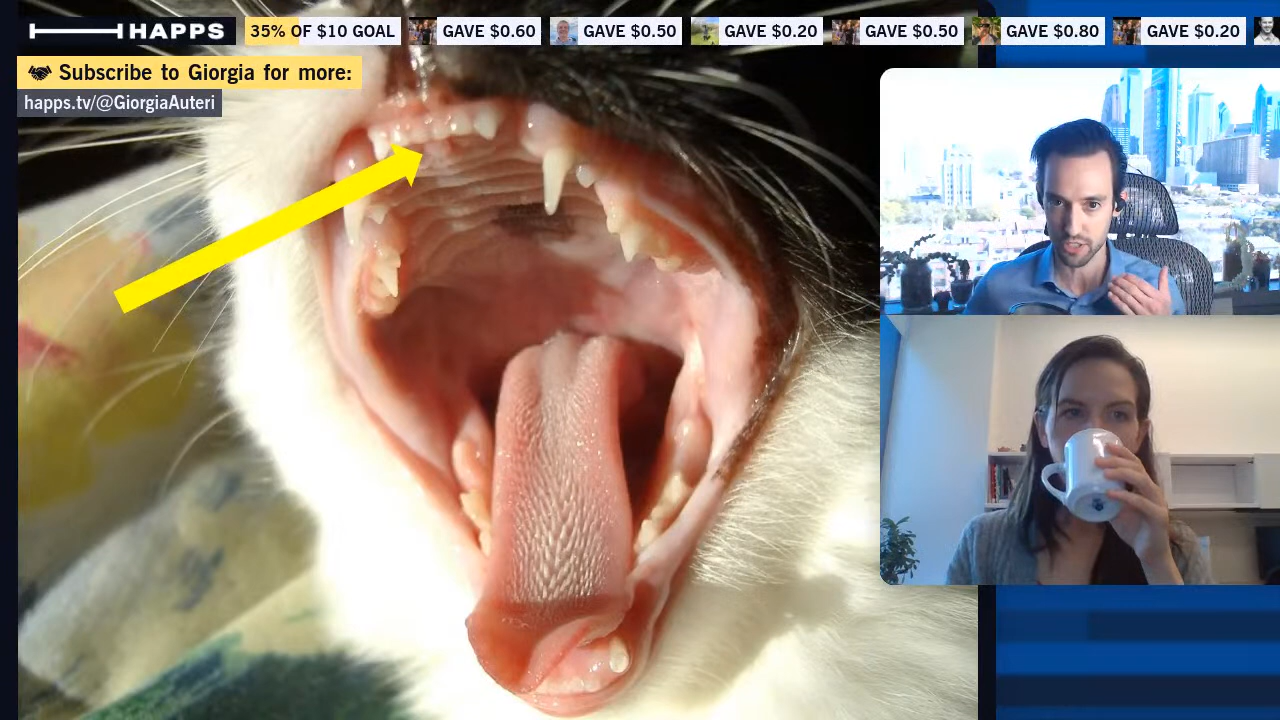 HAPPS
35% OF $10 GOAL
GAVE $0.60
GAVE $0.50
GAVE $0.20
GAVE $0.50
GAVE $0.80
GAVE $0.20
Subscribe to Giorgia for more:
happs.tv/@GiorgiaAuteri